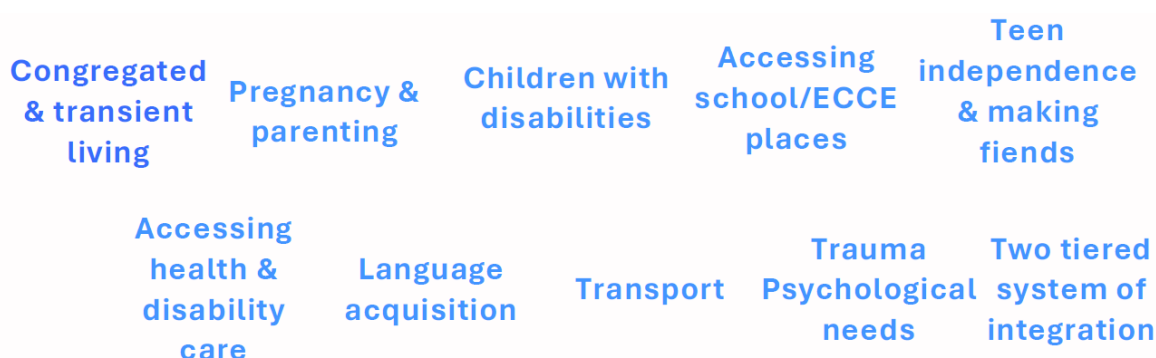 Congregated
& transient
living
Pregnancy &
parenting
Children with
disabilities
Accessing
school/ECCE
places
Teen
independence
& making
fiends
Accessing
health &
disability
care
Language
acquisition
Transport
Trauma
Psychological
needs
Two tiered
system of
integration